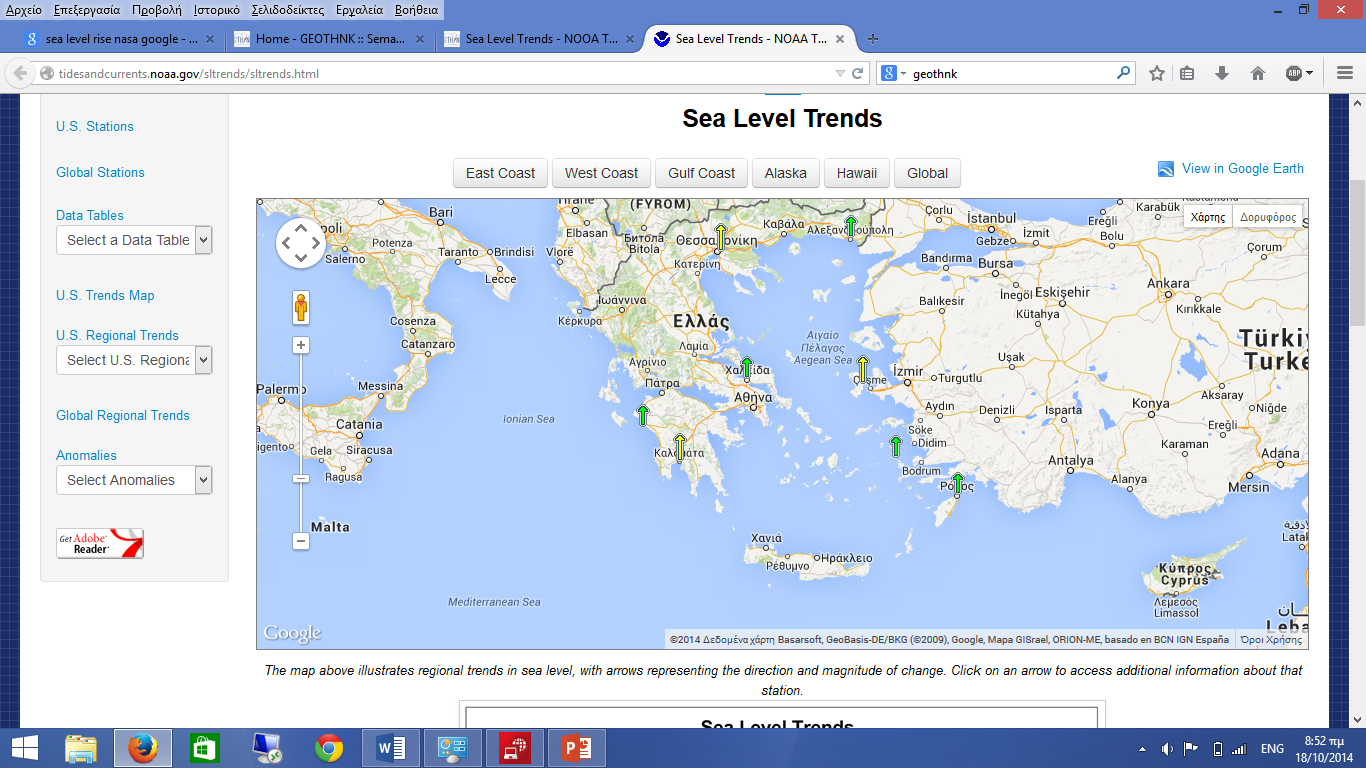 Αρχείο Επεξεργασία Προβολή Ιστορικό Σελιδοδείκτες Εργαλεία Βοήθεια
sea level rise nasa google - ...
Home - GEOTHNK :: Sema...
Sea Level Trends - NOOA T...
Sea Level Trends - NOAA T...
tidesandcurrents.noaa.gov/sltrends/sltrends.html
geothnk
ABP
U.S. Stations
Global Stations
Data Tables
Select a Data Table
U.S. Trends Map
U.S. Regional Trends
Select U.S. Regiona
Global Regional Trends
Anomalies
Select Anomalies
Get Adobe
Reader
Sea Level Trends
East Coast West Coast Gulf Coast Alaska Hawaii Global
View in Google Earth
Χάρτης Δορυφόρος
(FYROM)
Bari
Elbasan
Битола
Bitola
Καβάλα
Çorlu
İstanbul
Ereğli
Karabük
Kastamonu
Potenza
Salerno
Taranto
Brindisi
Vlorë
Κατερίνη
Gebze
İzmit
Bolu
Çorum
Lecce
Bandırma
Bursa
Ιωάννινα
Κέρκυρα
Ελλάς
Balıkesir
İnegöl
Eskişehir
Ankara
Kırıkkale
Kütahya
Cosenza
Catanzaro
Λαμία
Αιγαίο
Πέλαγος
Aegean Sea
Αγρίνιο
Πάτρα
Αθήνα
İzmir
Turgutlu
Uşak
Palermo
Messina
Catania
Siracusa
Gela
Ragusa
Ionian Sea
Aydın
Denizli
Isparta
Konya
Aksaray
Niğde
Ereğli
Söke
Didim
Karaman
Adana
Bodrum
Antalya
Alanya
Mersin
Malta
Χανιά
Ρέθυμνο
Ηράκλειο
Κύπρος
Cyprus
Λεμεσος
Limassol
Mediterranean Sea
Google
©2014 Δεδομένα χάρτη Basarsoft, GeoBasis-DE/BKG (©2009), Google, Mapa GISrael, ORION-ME, basado en BCN IGN España
Όροι Χρήσης
The map above illustrates regional trends in sea level, with arrows representing the direction and magnitude of change. Click on an arrow to access additional information about that
station.
Sea Level Trends
ENG
8:52 πμ
18/10/2014